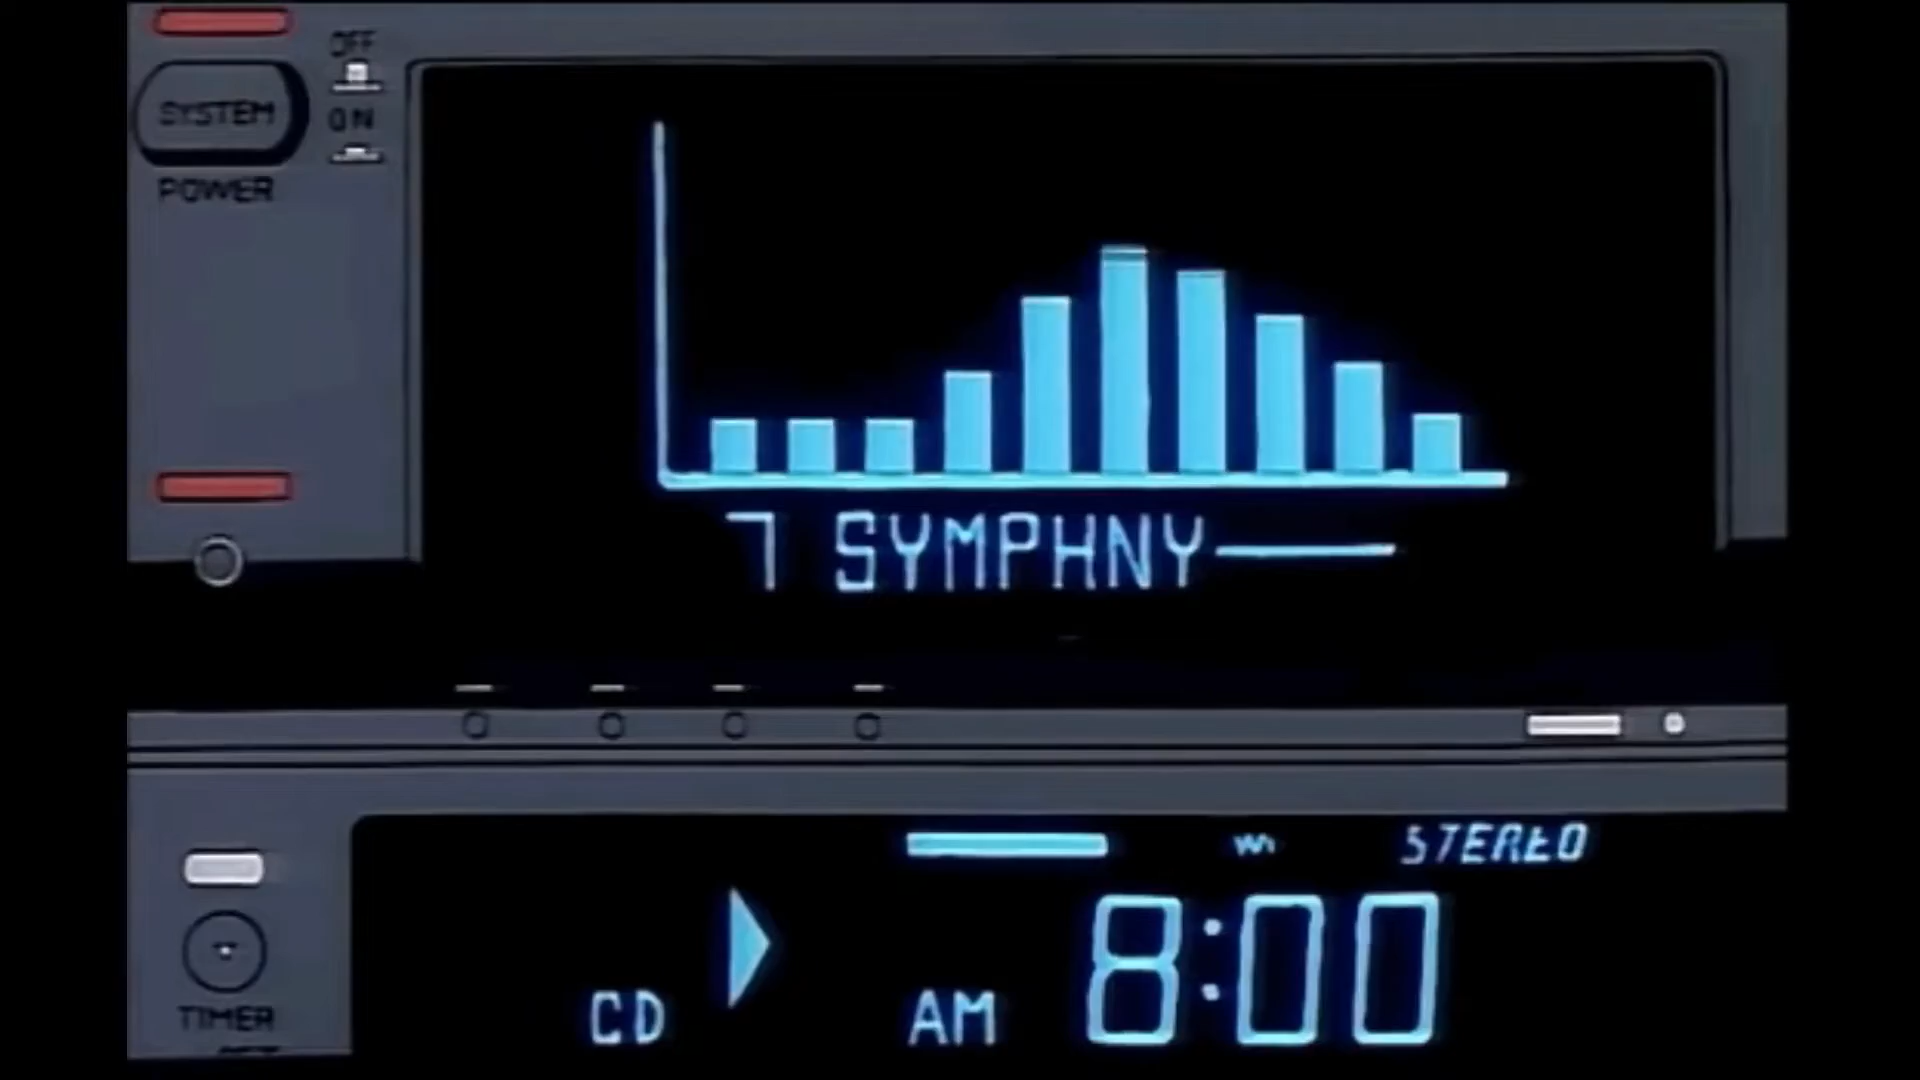 OFF
SYSTEM
ON
POWER
7 SYMPHNY
STEREO
CD
AM 8:00
TIMER